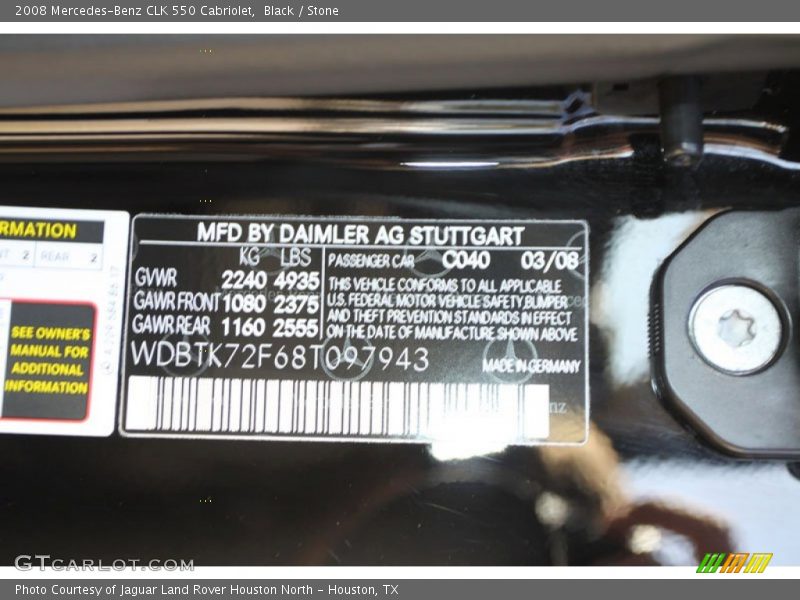 2008 Mercedes-Benz CLK 550 Cabriolet,  Black / Stone
RMATION
NT 2 REAR 2
SEE OWNER'S
MANUAL FOR
ADDITIONAL
INFORMATION
MFD BY DAIMLER AG STUTTGART
KG LBS
GVWR 2240 4935
GAWR FRONT 1080 2375
GAWR REAR 1160 2555
PASSENGER CAR C040 03/08
THIS VEHICLE CONFORMS TO ALL APPLICABLE
U.S. FEDERAL MOTOR VEHICLE SAFETY, BUMPER
AND THEFT PREVENTION STANDARDS IN EFFECT
ON THE DATE OF MANUFACTURE SHOWN ABOVE
WDBTK72F68T097943
MADE IN GERMANY
GTCARLOT.COM
Photo Courtesy of Jaguar Land Rover Houston North - Houston, TX